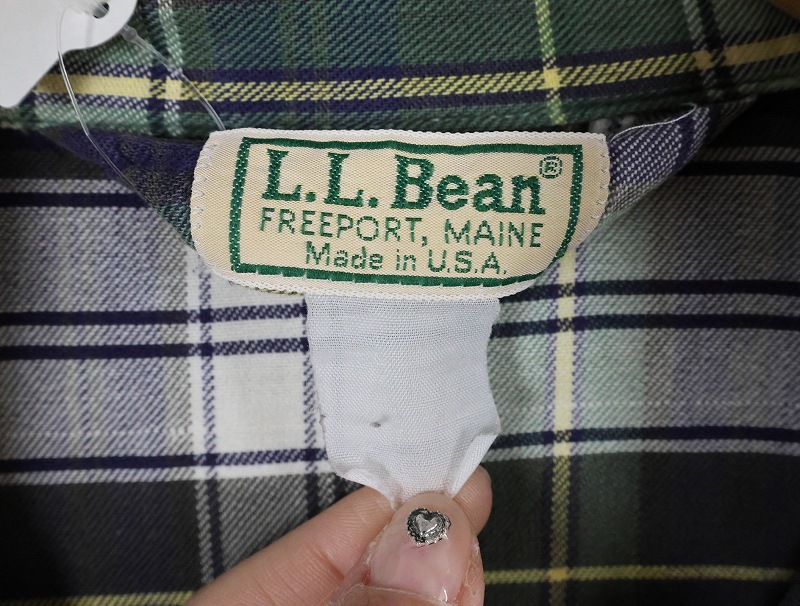 L.L.Bean®
FREEPORT, MAINE
Made in U.S.A.